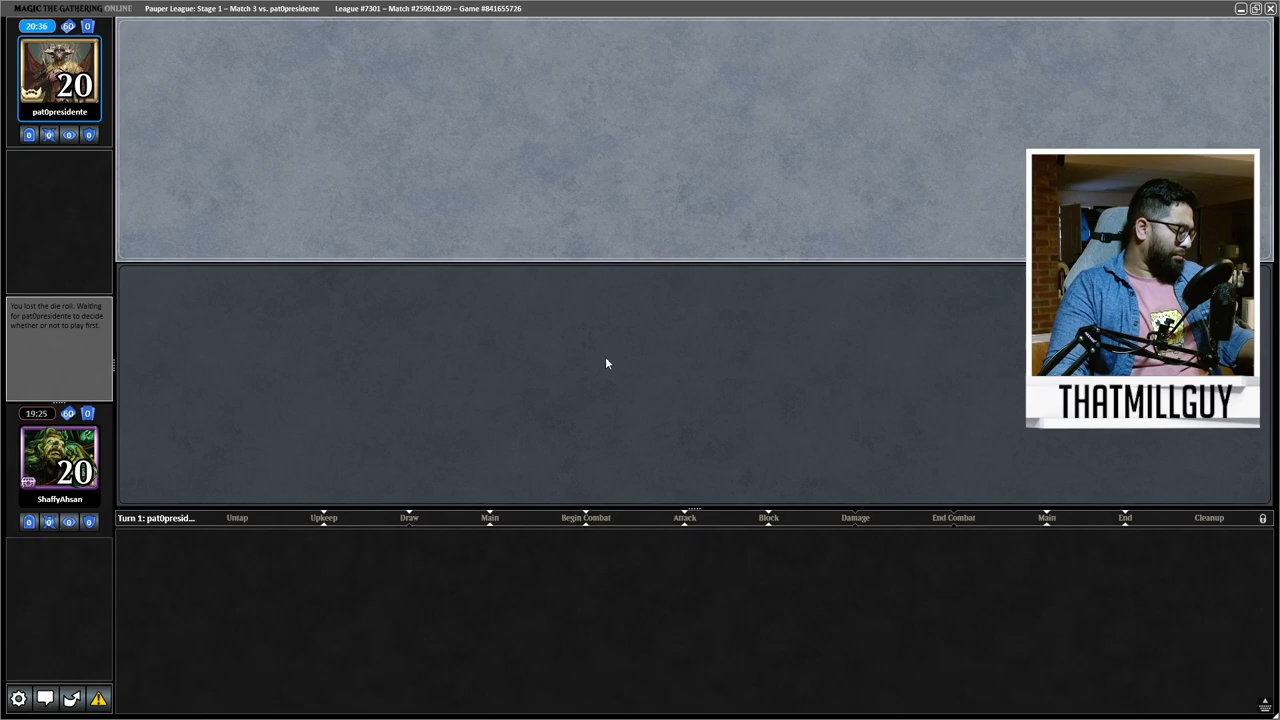 MAGIC THE GATHERING ONLINE Pauper League: Stage 1 – Match 3 vs. pat0presidente League #7301 – Match #259612609 – Game #841655726
20:36 60 0
20
pat0presidente
0 0 0 0
You lost the die roll. Waiting
for pat0presidente to decide
whether or not to play first.
19:25 60 0
20
ShaffyAhsan
0 0 0 0
THATMILLGUY
Turn 1: pat0presid... Untap Upkeep Draw Main Begin Combat Attack Block Damage End Combat Main End Cleanup